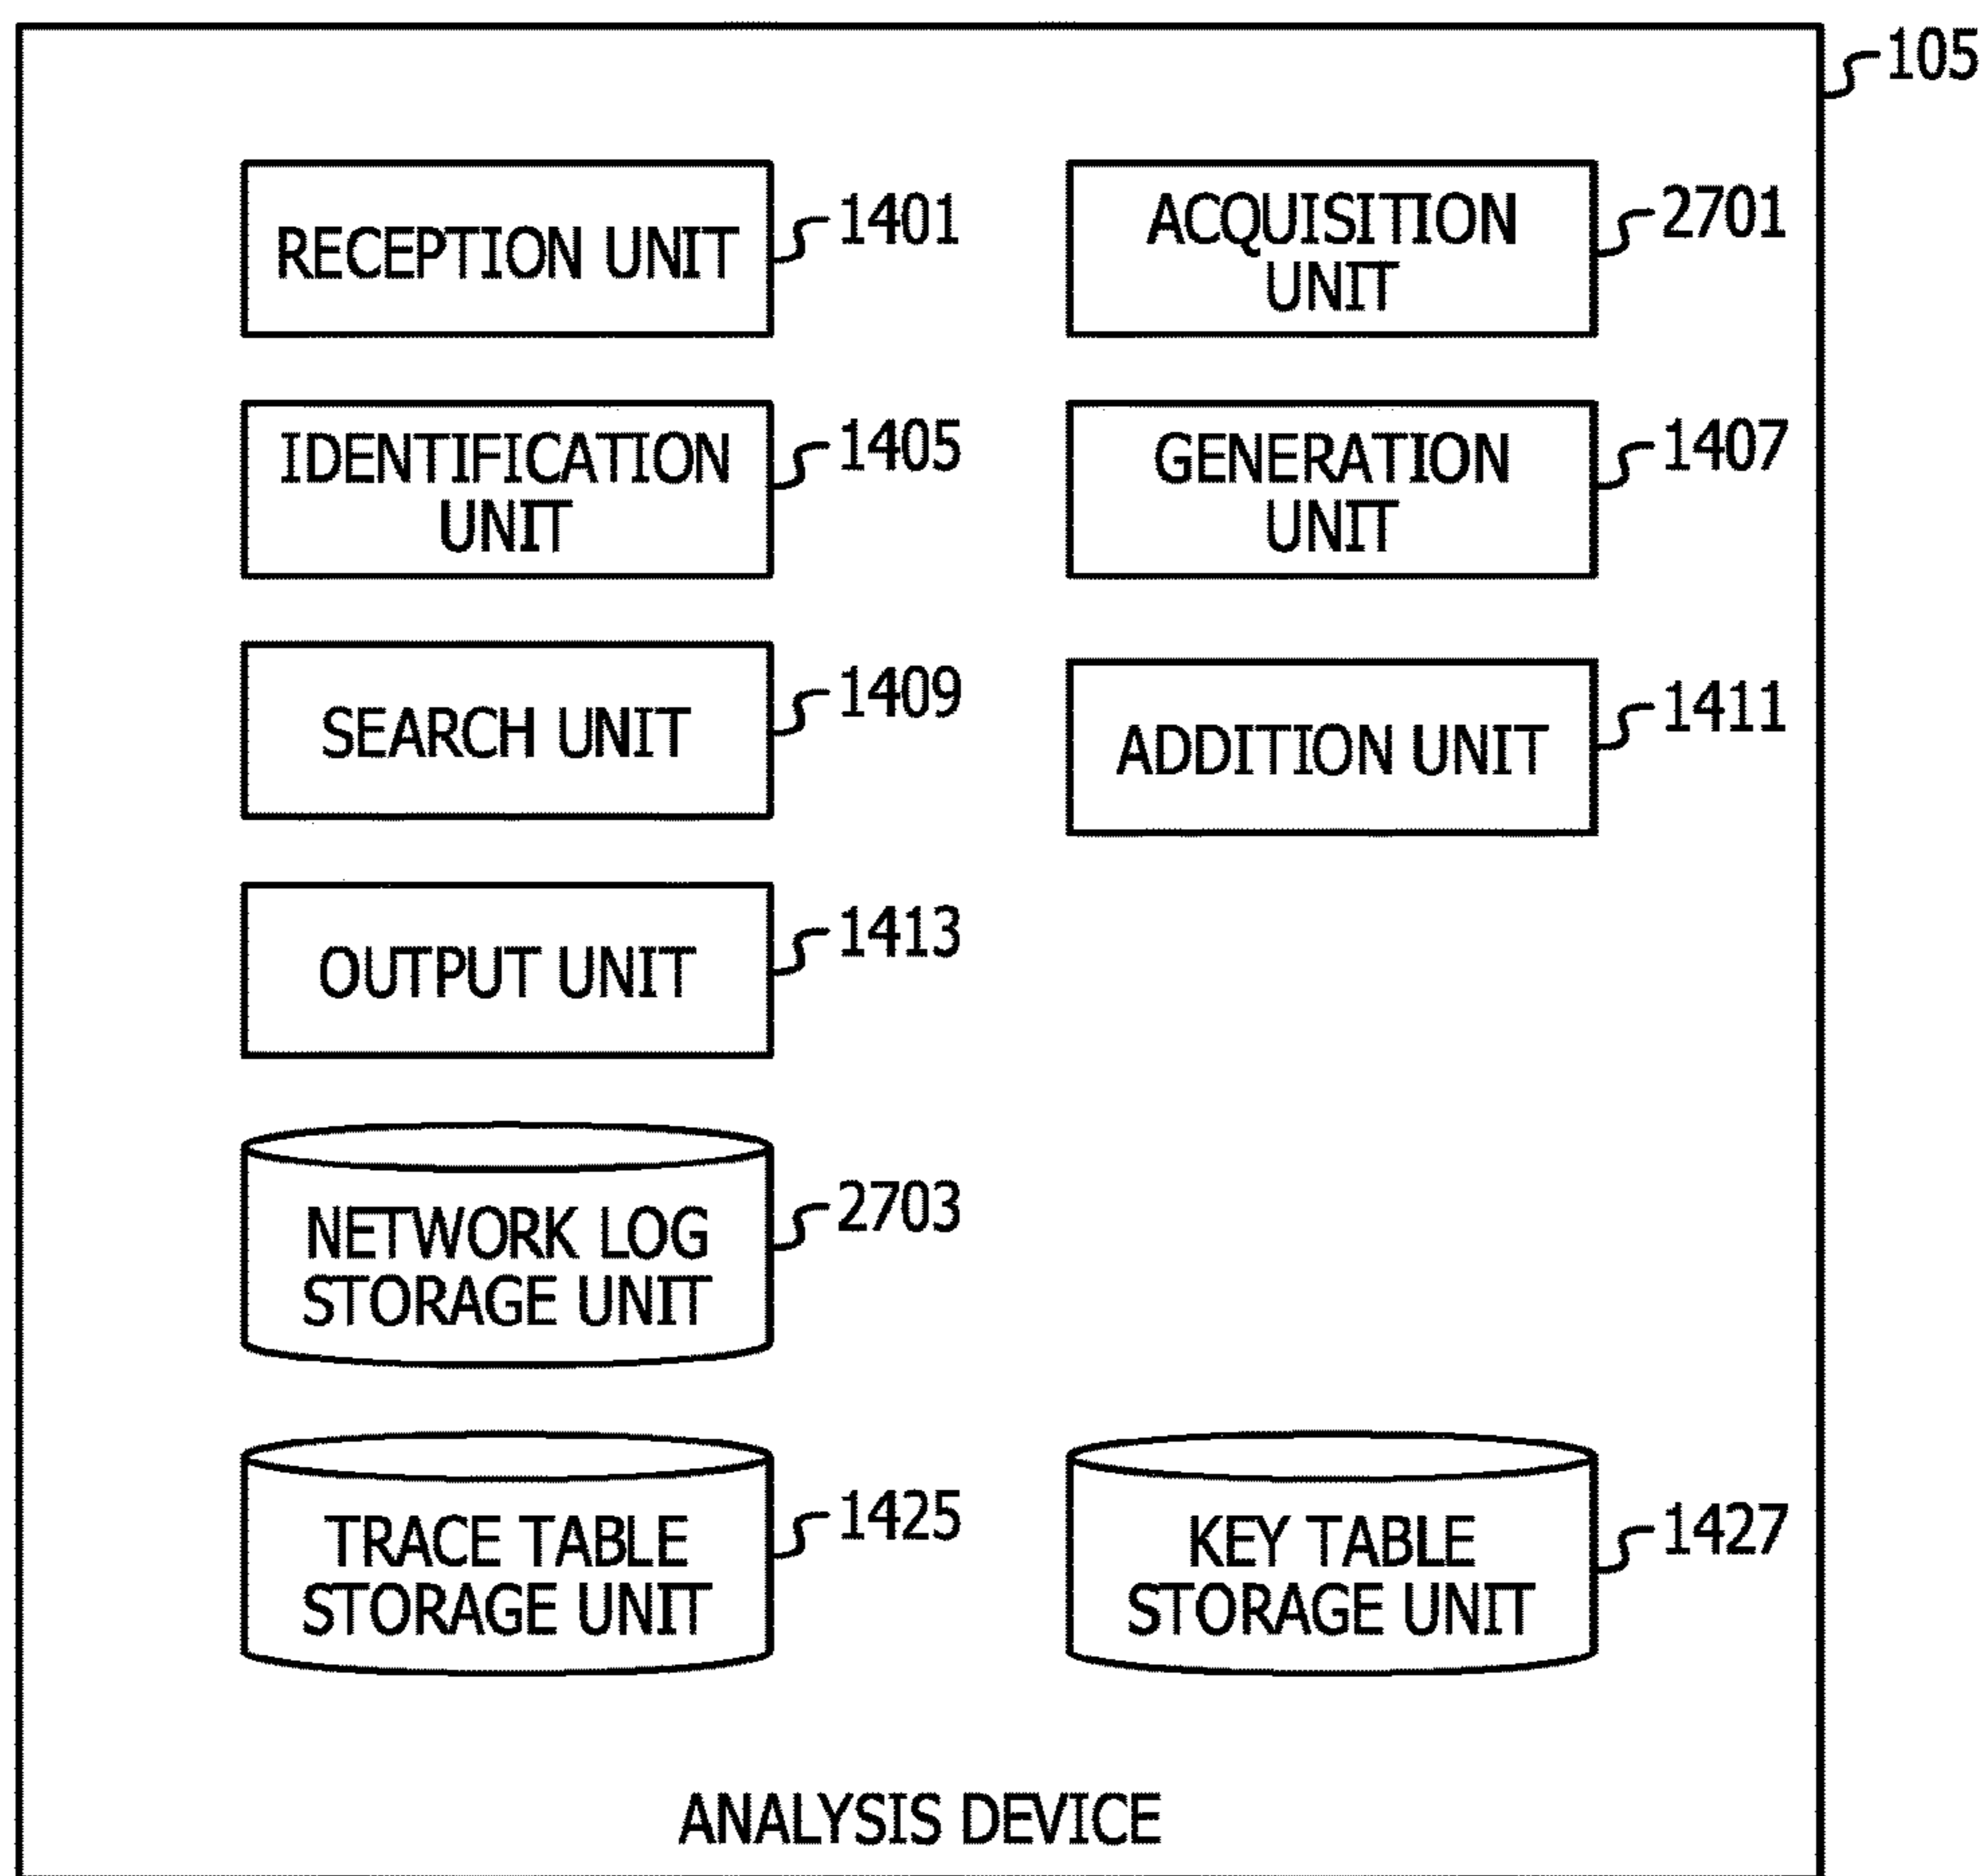 105
RECEPTION UNIT
1401
ACQUISITION
UNIT
2701
IDENTIFICATION
UNIT
1405
GENERATION
UNIT
1407
SEARCH UNIT
1409
ADDITION UNIT
1411
OUTPUT UNIT
1413
NETWORK LOG
STORAGE UNIT
2703
TRACE TABLE
STORAGE UNIT
1425
KEY TABLE
STORAGE UNIT
1427
ANALYSIS DEVICE